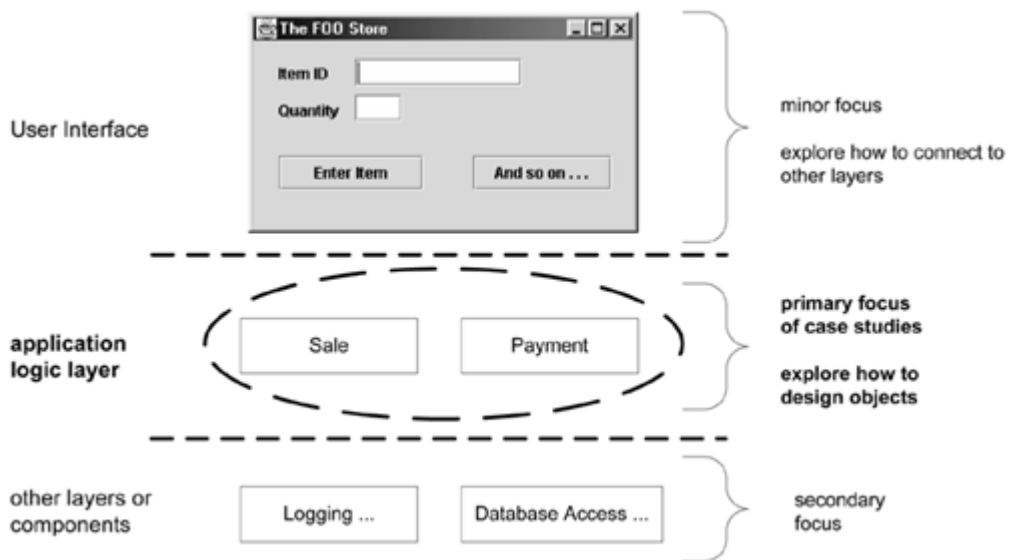 The FOO Store
Item ID
Quantity
Enter Item
And so on . . .
User Interface
minor focus
explore how to connect to
other layers
application
logic layer
Sale
Payment
primary focus
of case studies
explore how to
design objects
other layers or
components
Logging ...
Database Access ...
secondary
focus